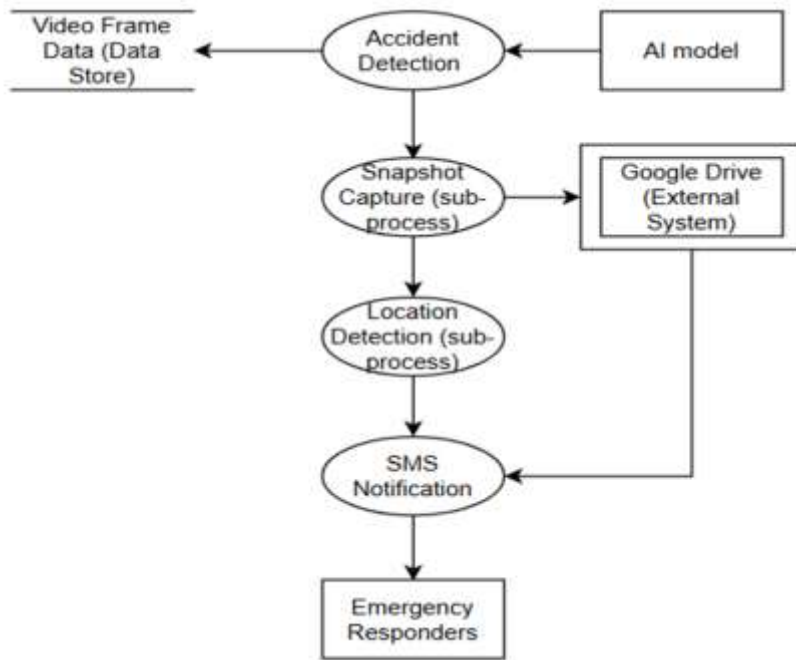 Video Frame
Data (Data
Store)
Accident
Detection
AI model
Snapshot
Capture (sub-
process)
Google Drive
(External
System)
Location
Detection (sub-
process)
SMS
Notification
Emergency
Responders